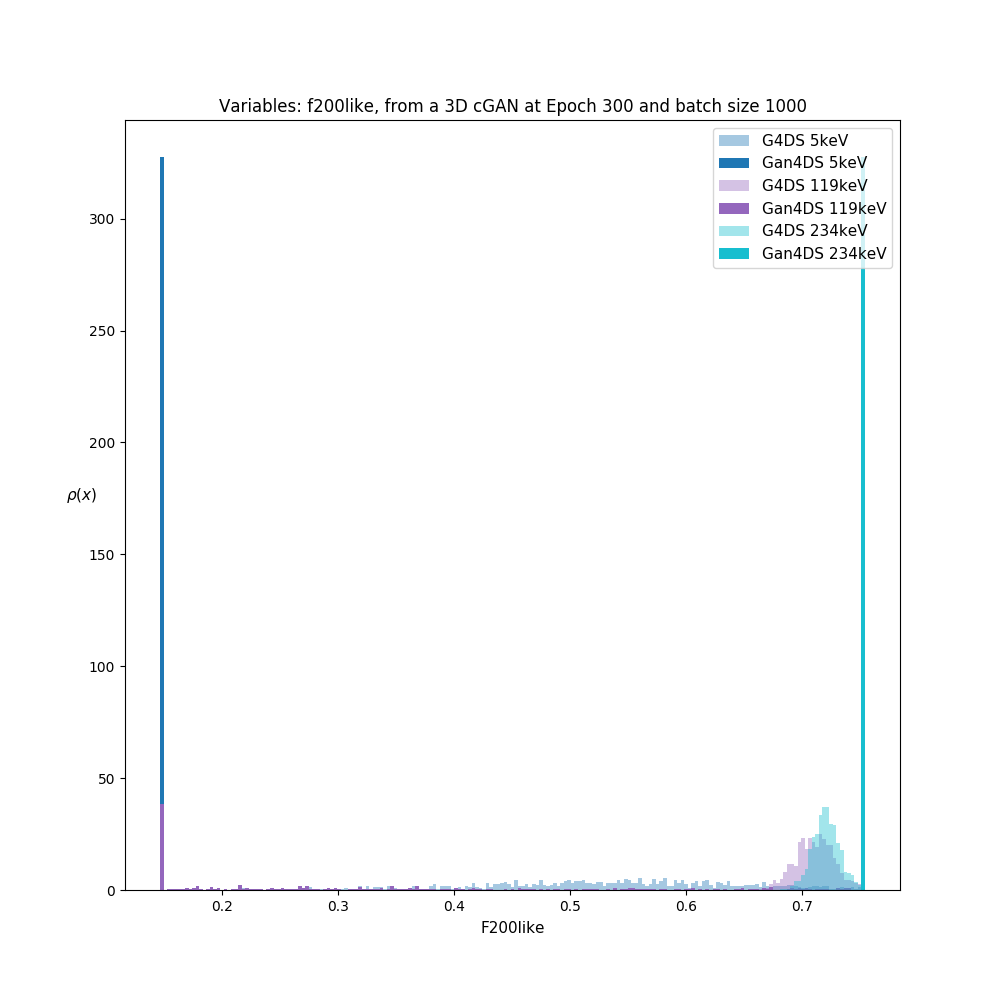 Variables: f200like, from a 3D cGAN at Epoch 300 and batch size 1000
G4DS 5keV
Gan4DS 5keV
G4DS 119keV
Gan4DS 119keV
G4DS 234keV
Gan4DS 234keV
300
250
200
ρ(x)
150
100
50
0
0.2 0.3 0.4 0.5 0.6 0.7
F200like